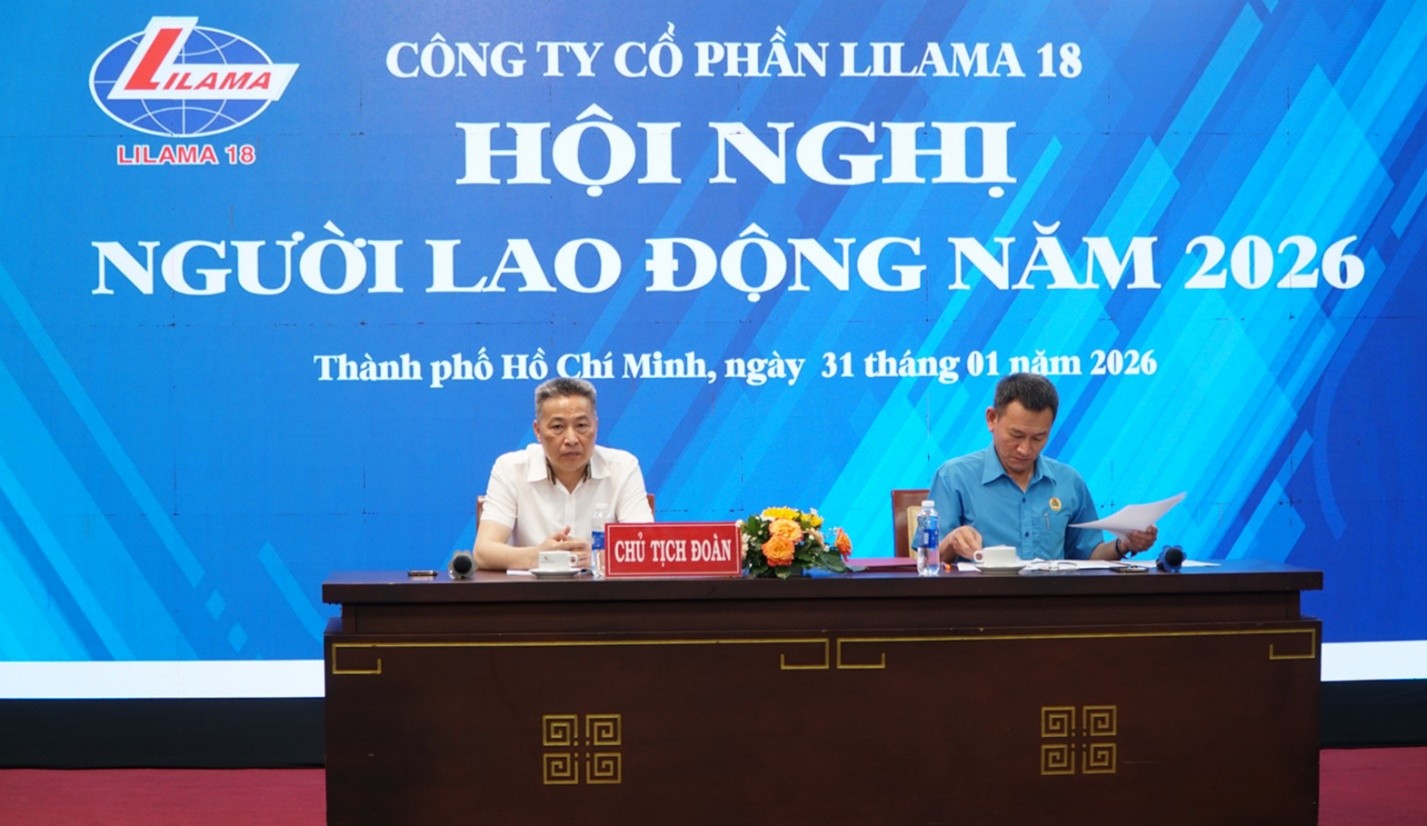 LILAMA
LILAMA 18
CÔNG TY CỔ PHẦN LILAMA 18
HỘI NGHỊ
NGƯỜI LAO ĐỘNG NĂM 2026
Thành phố Hồ Chí Minh, ngày 31 tháng 01 năm 2026
CHỦ TỊCH ĐOÀN